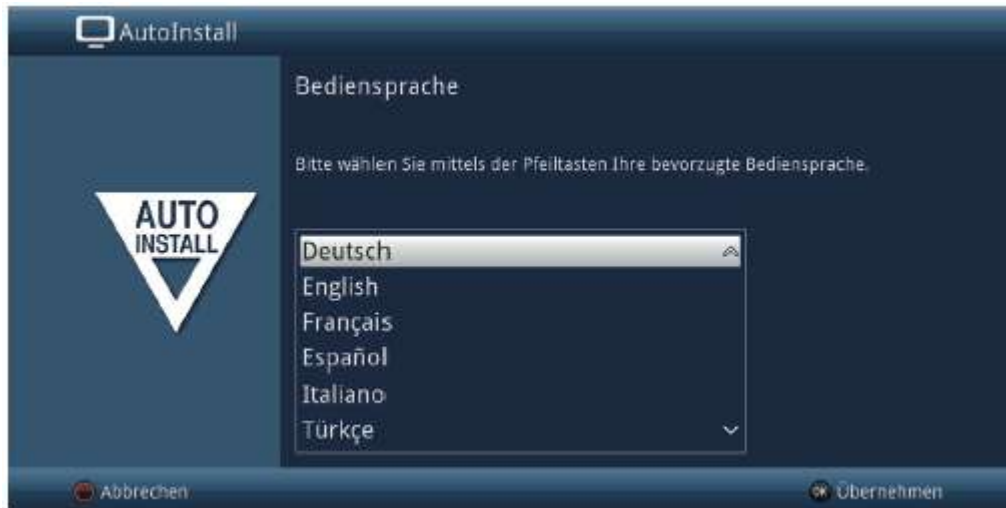 AutoInstall
Bediensprache
Bitte wählen Sie mittels der Pfeiltasten Ihre bevorzugte Bediensprache.
AUTO
INSTALL
Deutsch
English
Français
Español
Italiano
Türkçe
Abbrechen
OK Übernehmen